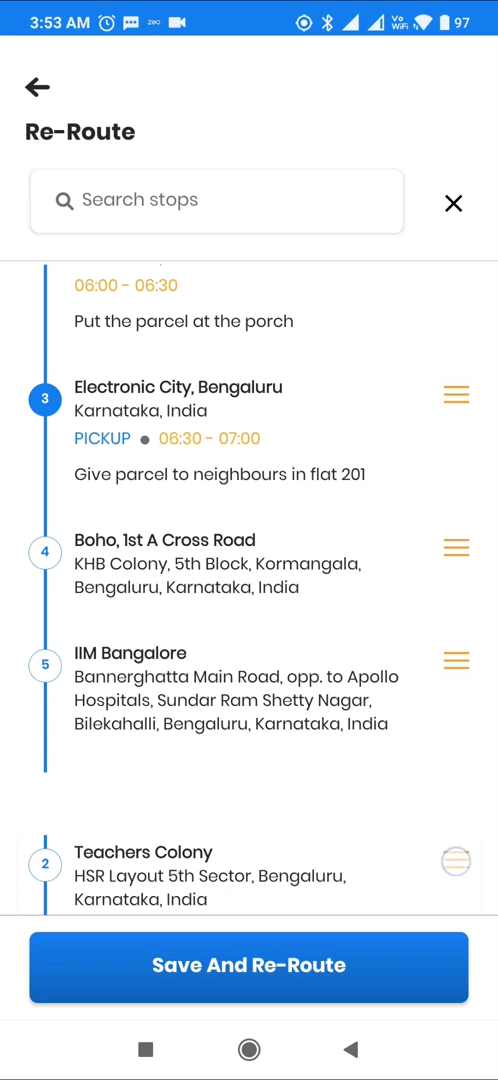 3:53 AM zeo Vo WiFi 97
Re-Route
Search stops
06:00 - 06:30
Put the parcel at the porch
3
Electronic City, Bengaluru
Karnataka, India
PICKUP ● 06:30 - 07:00
Give parcel to neighbours in flat 201
Boho, 1st A Cross Road
4
KHB Colony, 5th Block, Kormangala,
Bengaluru, Karnataka, India
IIM Bangalore
5
Bannerghatta Main Road, opp. to Apollo
Hospitals, Sundar Ram Shetty Nagar,
Bilekahalli, Bengaluru, Karnataka, India
Teachers Colony
2
HSR Layout 5th Sector, Bengaluru,
Karnataka, India
Save And Re-Route